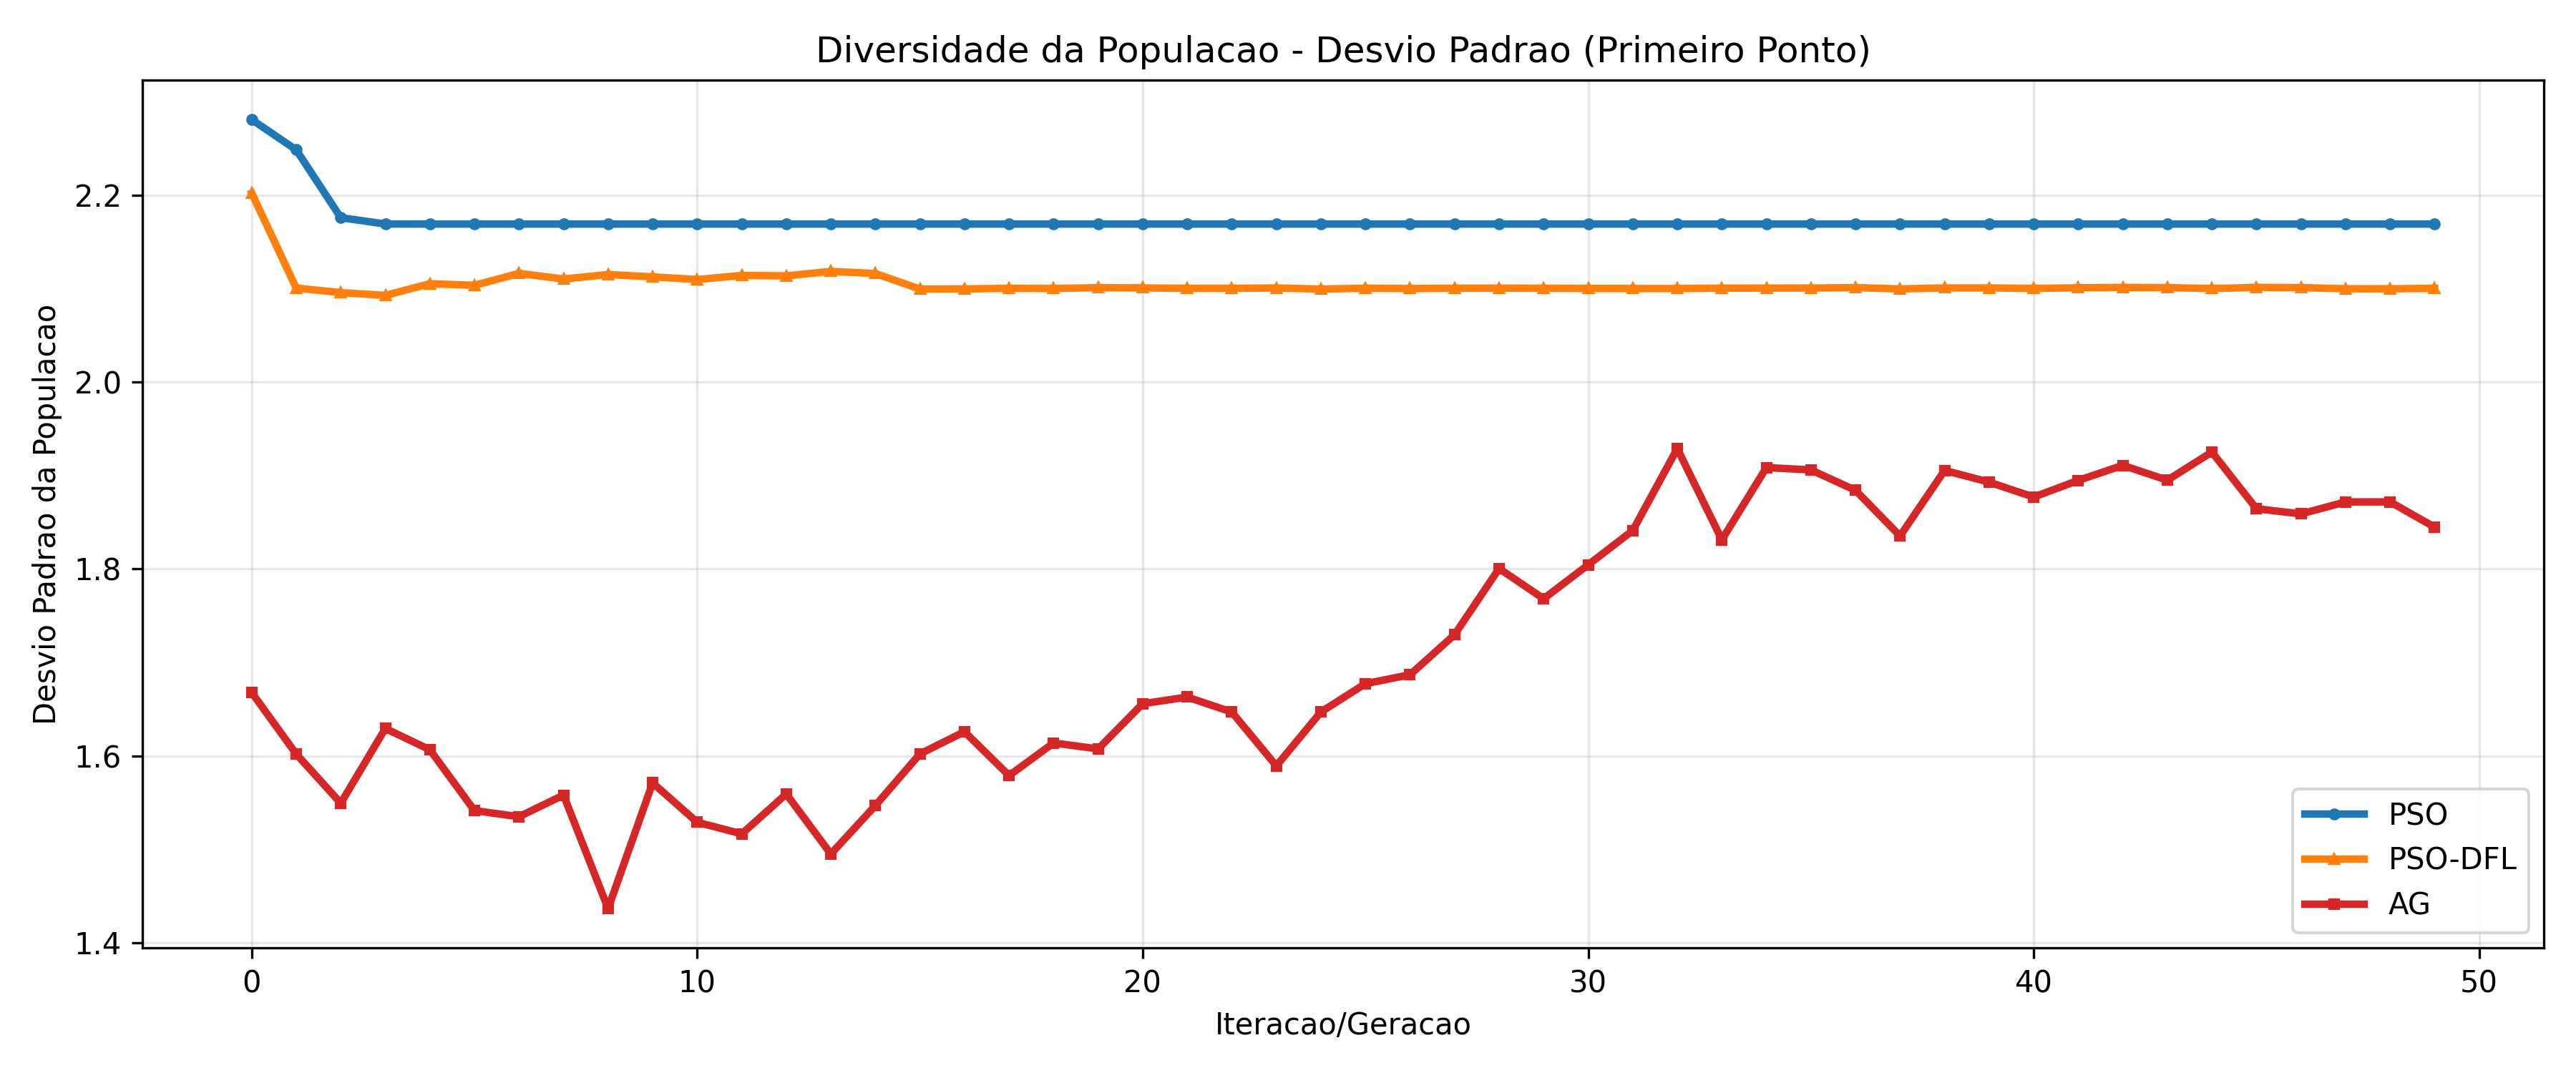 Diversidade da Populacao - Desvio Padrao (Primeiro Ponto)
Desvio Padrao da Populacao
2.2
2.0
1.8
1.6
1.4
0 10 20 30 40 50
Iteracao/Geracao
PSO
PSO-DFL
AG